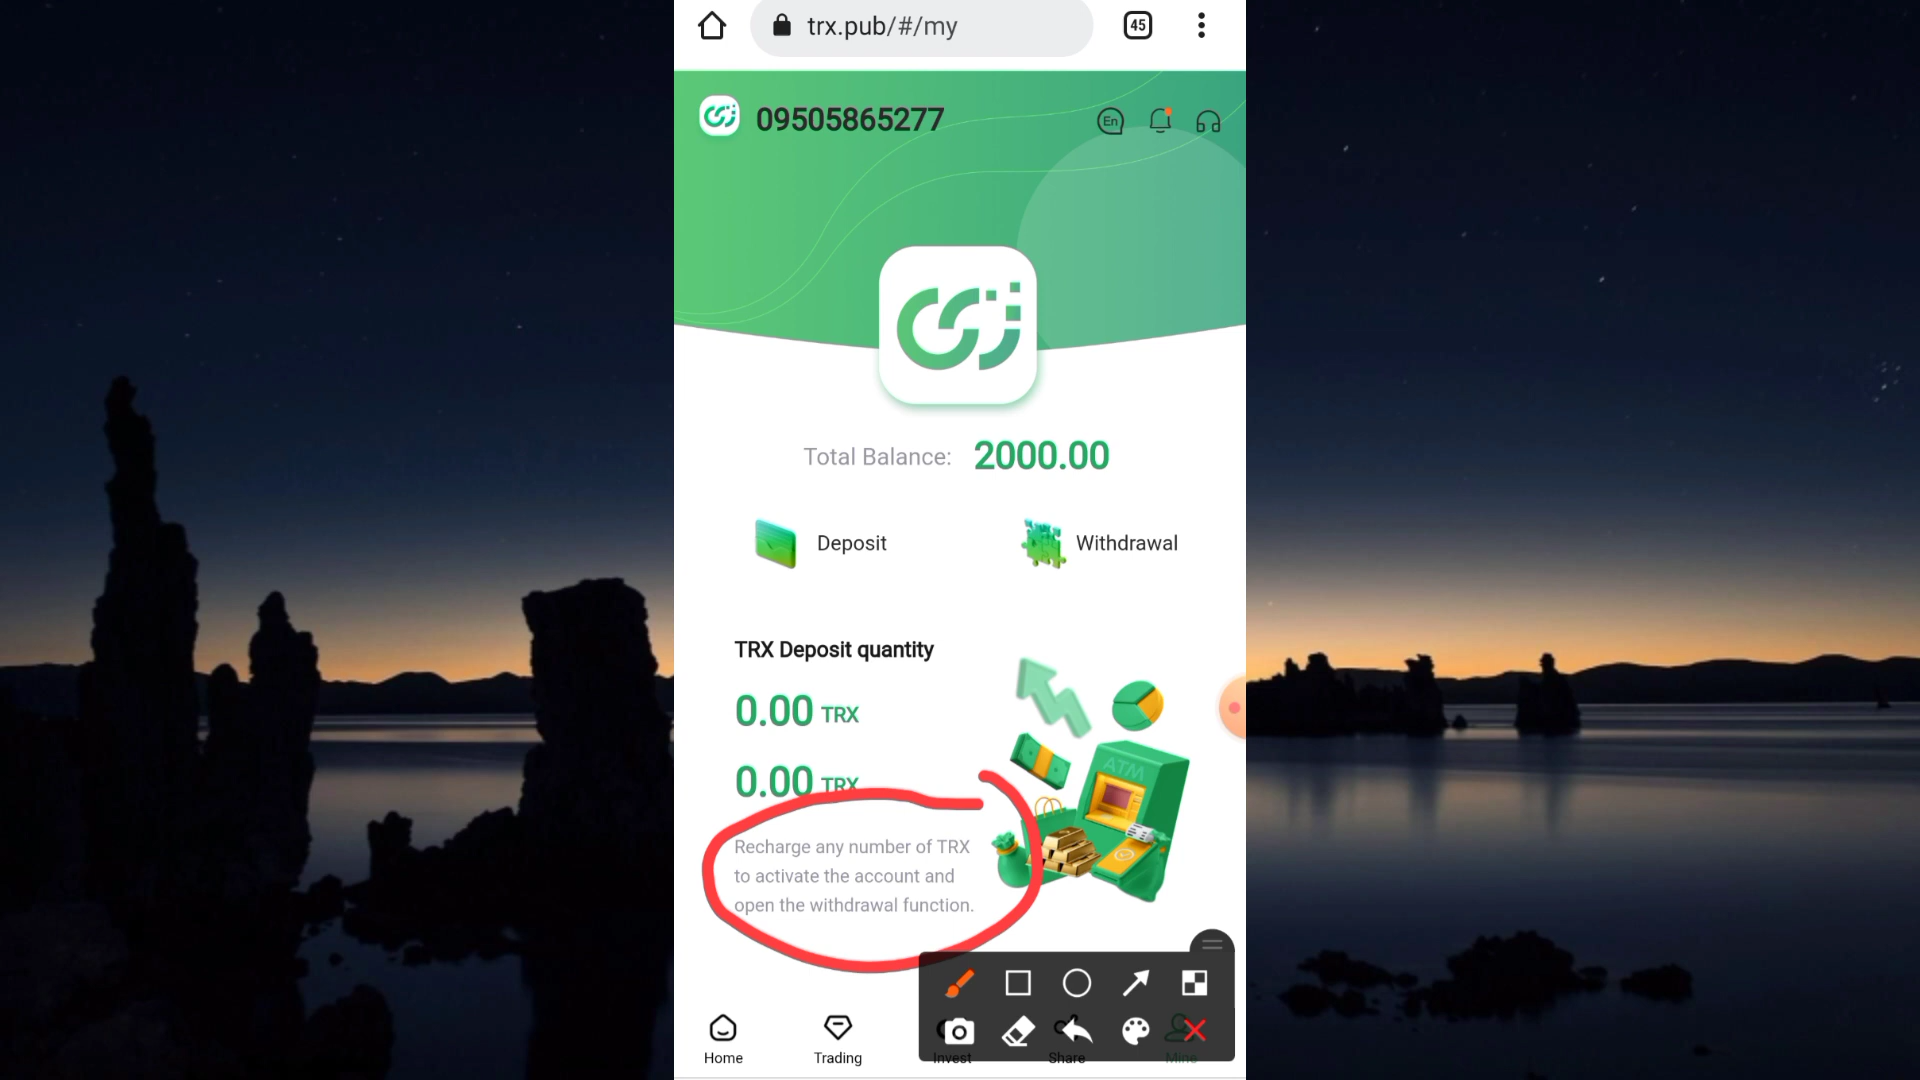 trx.pub/#/my
45
09505865277
En
Total Balance: 2000.00
Deposit
Withdrawal
TRX Deposit quantity
0.00 TRX
0.00 TRX
ATM
Recharge any number of TRX
to activate the account and
open the withdrawal function.
Home
Trading
Invest
Share
Mine